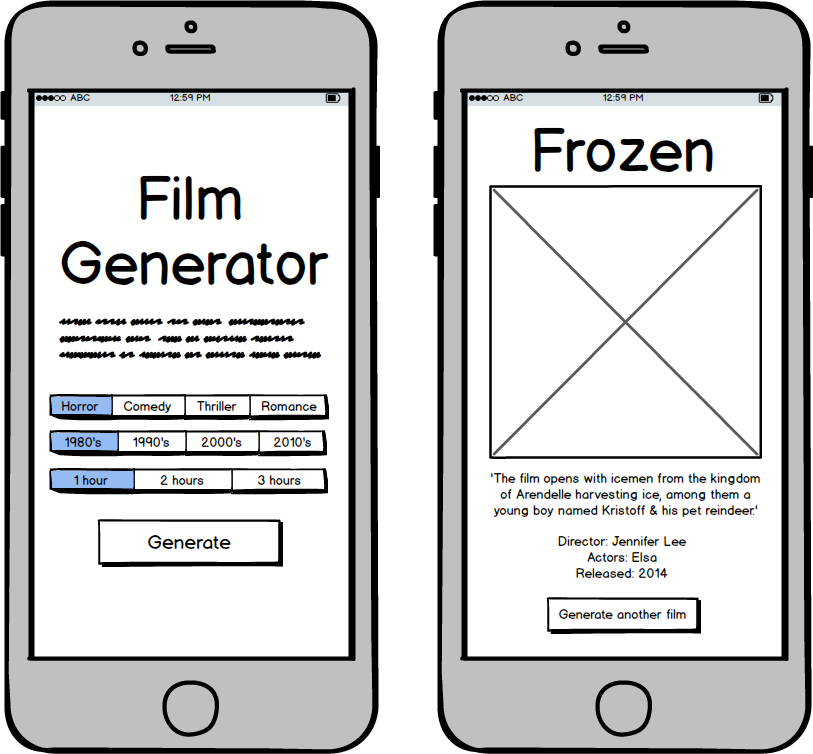 ABC 12:59 PM
Film
Generator
Horror Comedy Thriller Romance
1980's 1990's 2000's 2010's
1 hour 2 hours 3 hours
Generate
ABC 12:59 PM
Frozen
'The film opens with icemen from the kingdom
of Arendelle harvesting ice, among them a
young boy named Kristoff & his pet reindeer.'
Director: Jennifer Lee
Actors: Elsa
Released: 2014
Generate another film